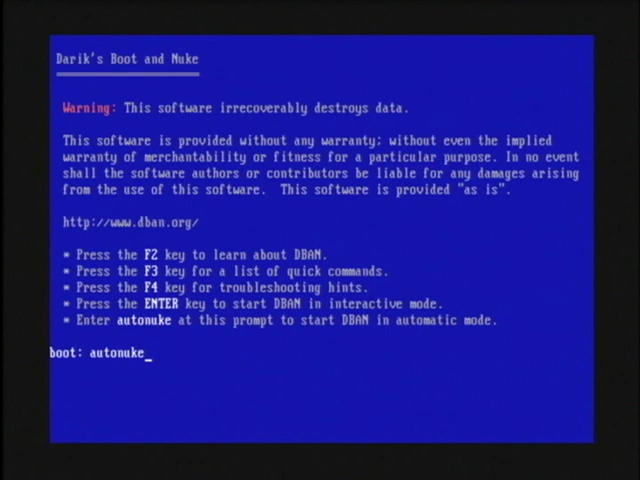 Darik's Boot and Nuke
Warning: This software irrecoverably destroys data.
This software is provided without any warranty; without even the implied
warranty of merchantability or fitness for a particular purpose. In no event
shall the software authors or contributors be liable for any damages arising
from the use of this software. This software is provided "as is".
http://www.dban.org/
* Press the F2 key to learn about DBAN.
* Press the F3 key for a list of quick commands.
* Press the F4 key for troubleshooting hints.
* Press the ENTER key to start DBAN in interactive mode.
* Enter autonuke at this prompt to start DBAN in automatic mode.
boot: autonuke_